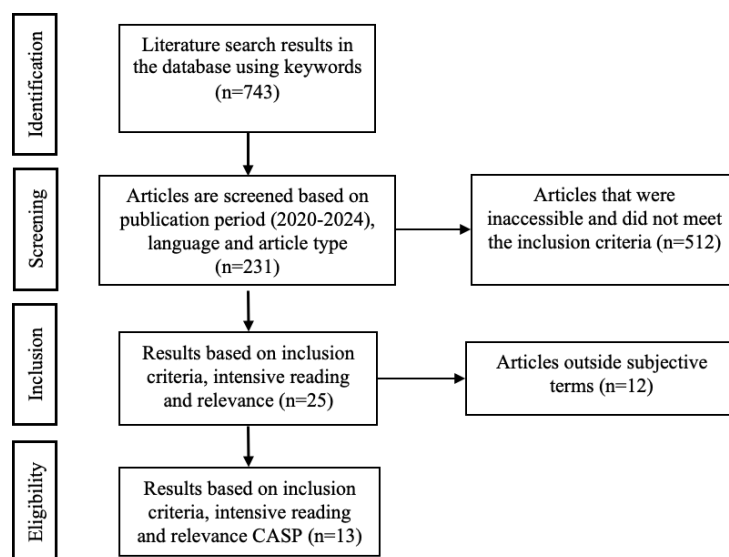 Identification
Literature search results in
the database using keywords
(n=743)
Screening
Articles are screened based on
publication period (2020-2024),
language and article type
(n=231)
Articles that were
inaccessible and did not meet
the inclusion criteria (n=512)
Inclusion
Results based on inclusion
criteria, intensive reading
and relevance (n=25)
Articles outside subjective
terms (n=12)
Eligibility
Results based on inclusion
criteria, intensive reading
and relevance CASP (n=13)